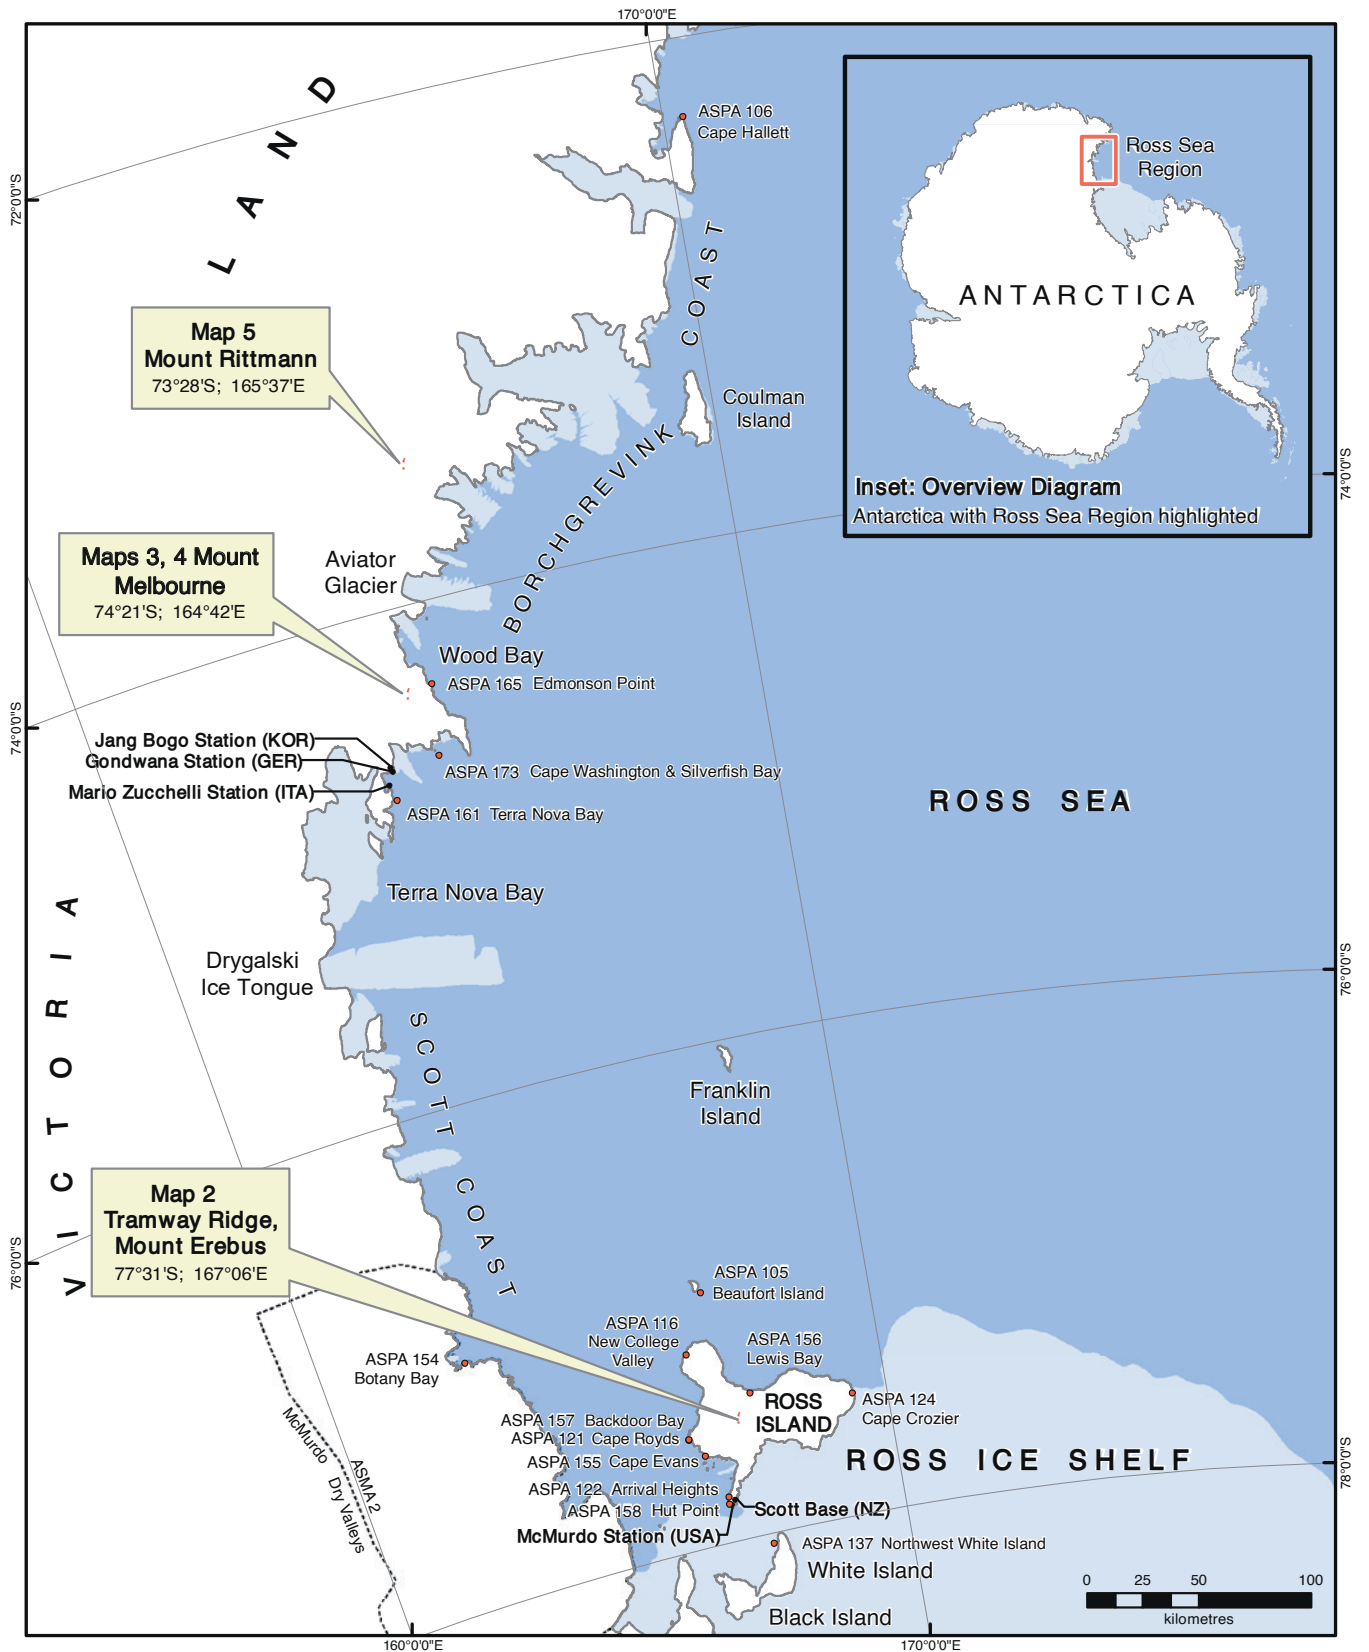 170°0'0"E
ASPA 106
Cape Hallett
Ross Sea
Region
ANTARCTICA
Inset: Overview Diagram
Antarctica with Ross Sea Region highlighted
72°0'0"S
LAND
COAST
Map 5
Mount Rittmann
73°28'S; 165°37'E
Coulman
Island
BORCHGREVINK
74°0'0"S
Aviator
Glacier
Maps 3, 4 Mount
Melbourne
74°21'S; 164°42'E
Wood Bay
ASPA 165 Edmonson Point
74°0'0"S
Jang Bogo Station (KOR)
Gondwana Station (GER)
Mario Zucchelli Station (ITA)
ASPA 173 Cape Washington & Silverfish Bay
ASPA 161 Terra Nova Bay
ROSS SEA
Terra Nova Bay
VICTORIA
Drygalski
Ice Tongue
76°0'0"S
SCOTT COAST
Franklin
Island
Map 2
Tramway Ridge,
Mount Erebus
77°31'S; 167°06'E
76°0'0"S
ASPA 105
Beaufort Island
ASPA 116
New College
Valley
ASPA 156
Lewis Bay
ASPA 154
Botany Bay
ROSS
ISLAND
ASPA 124
Cape Crozier
ASPA 157 Backdoor Bay
ASPA 121 Cape Royds
ASPA 155 Cape Evans
ROSS ICE SHELF
78°0'0"S
ASMA 2
McMurdo Dry Valleys
ASPA 122 Arrival Heights
ASPA 158 Hut Point
Scott Base (NZ)
McMurdo Station (USA)
ASPA 137 Northwest White Island
White Island
Black Island
0 25 50 100
kilometres
160°0'0"E
170°0'0"E